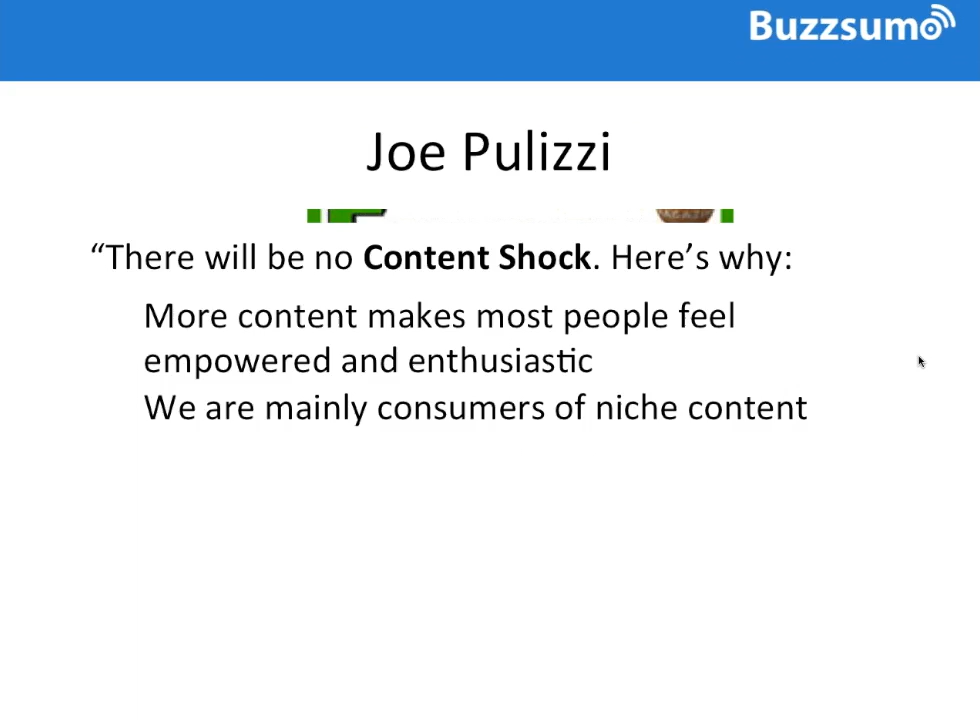 Buzzsumo
Joe Pulizzi
“There will be no Content Shock. Here’s why:
More content makes most people feel
empowered and enthusiastic
We are mainly consumers of niche content